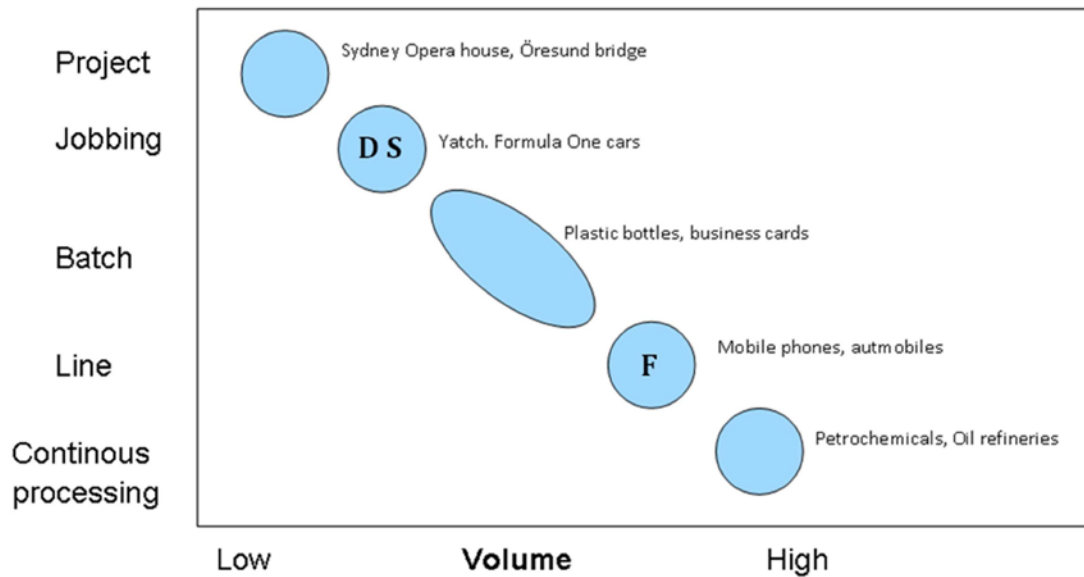 Project
Sydney Opera house, Öresund bridge
Jobbing
D S
Yatch. Formula One cars
Batch
Plastic bottles, business cards
Line
F
Mobile phones, autmobiles
Continous
processing
Petrochemicals, Oil refineries
Low
Volume
High